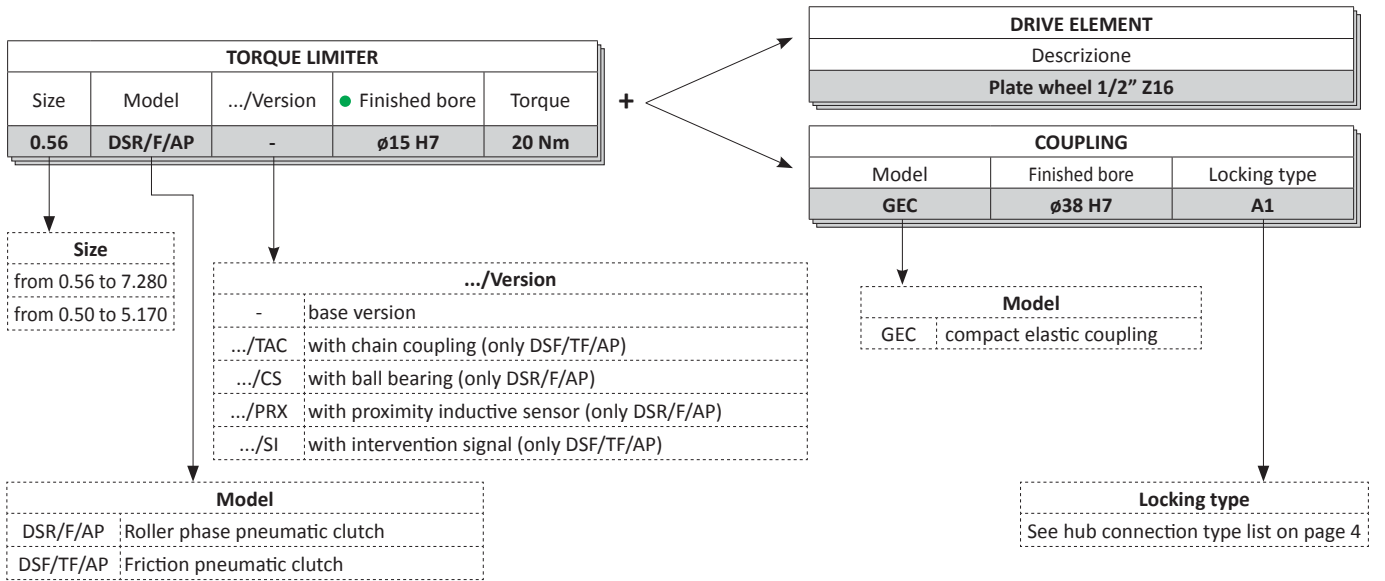 TORQUE LIMITER
Size Model .../Version ● Finished bore Torque
0.56 DSR/F/AP - ø15 H7 20 Nm
+
DRIVE ELEMENT
Descrizione
Plate wheel 1/2” Z16
COUPLING
Model Finished bore Locking type
GEC ø38 H7 A1
Size
from 0.56 to 7.280
from 0.50 to 5.170
.../Version
- base version
.../TAC with chain coupling (only DSF/TF/AP)
.../CS with ball bearing (only DSR/F/AP)
.../PRX with proximity inductive sensor (only DSR/F/AP)
.../SI with intervention signal (only DSF/TF/AP)
Model
GEC compact elastic coupling
Model
DSR/F/AP Roller phase pneumatic clutch
DSF/TF/AP Friction pneumatic clutch
Locking type
See hub connection type list on page 4